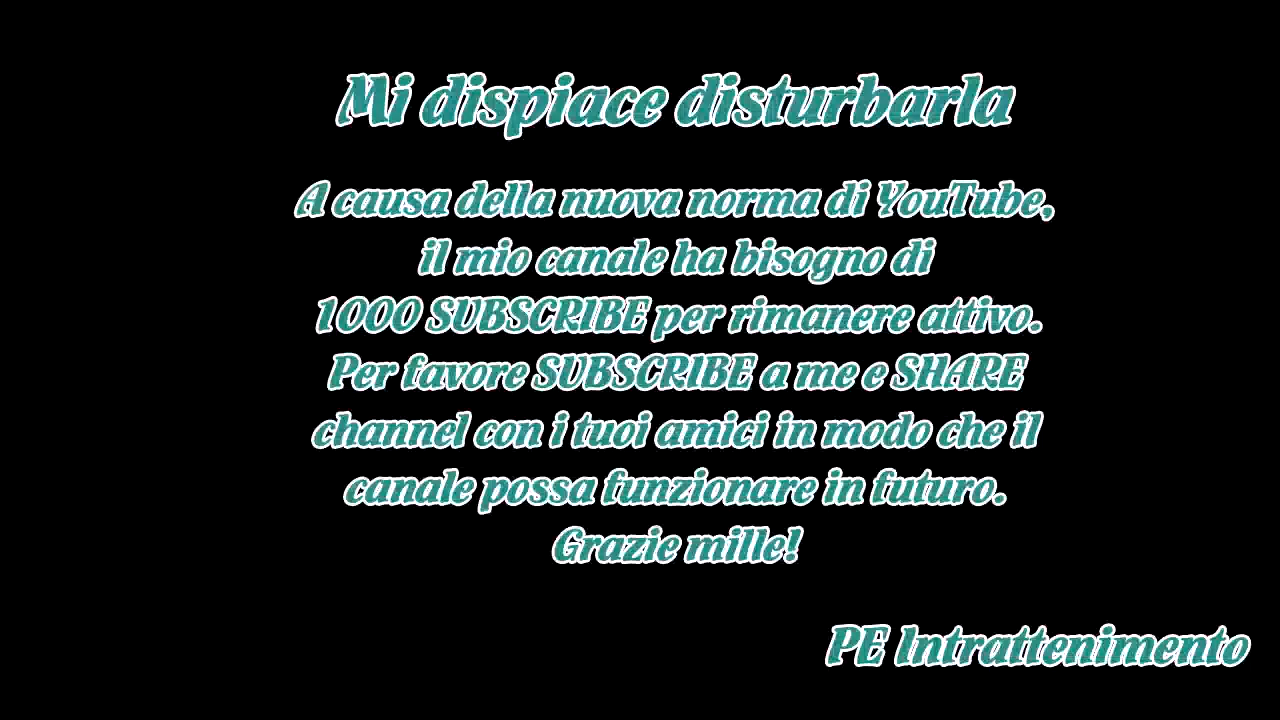 Mi dispiace disturbarla
A causa della nuova norma di YouTube,
il mio canale ha bisogno di
1000 SUBSCRIBE per rimanere attivo.
Per favore SUBSCRIBE a me e SHARE
channel con i tuoi amici in modo che il
canale possa funzionare in futuro.
Grazie mille!
PE Intrattenimento